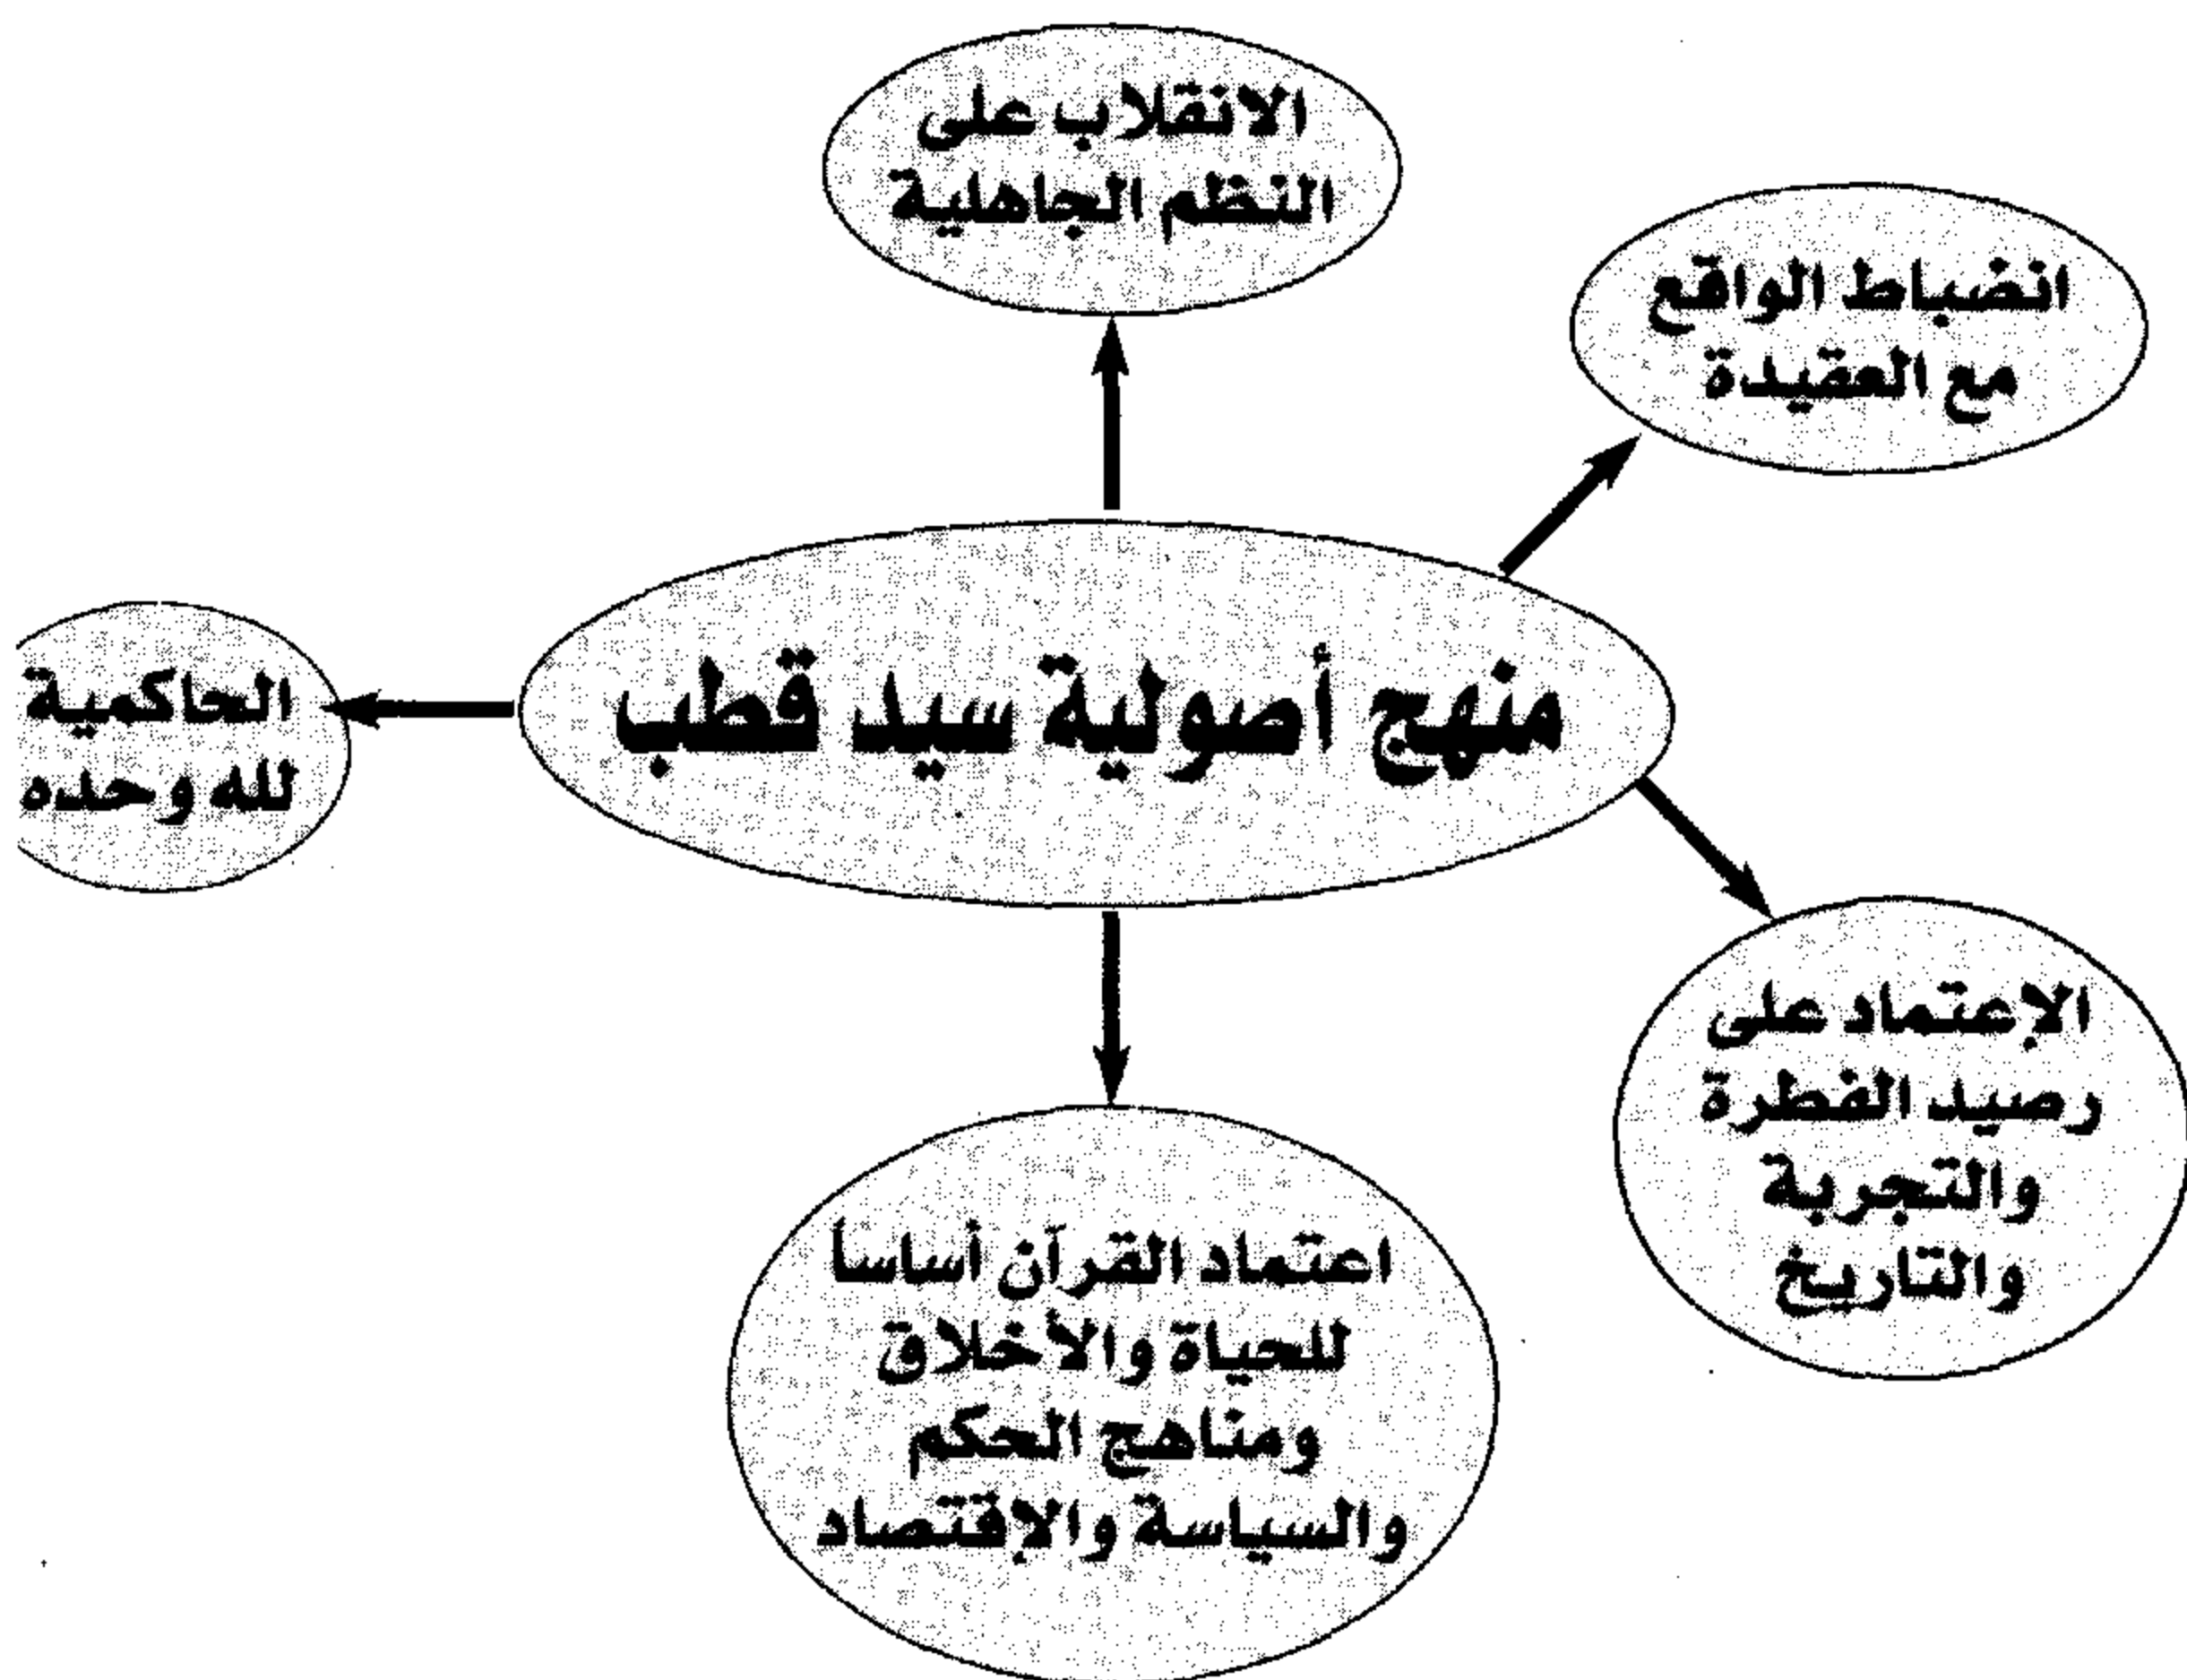 الانقلاب على
النظم الجاهلية
انضباط الواقع
مع العقيدة
منهج أصولية سيد قطب
الحاكمية
لله وحده
الإعتماد على
رصيد الفطرة
والتجربة
والتاريخ
اعتماد القرآن أساساً
للحياة والأخلاق
ومناهج الحكم
والسياسة والإقتصاد